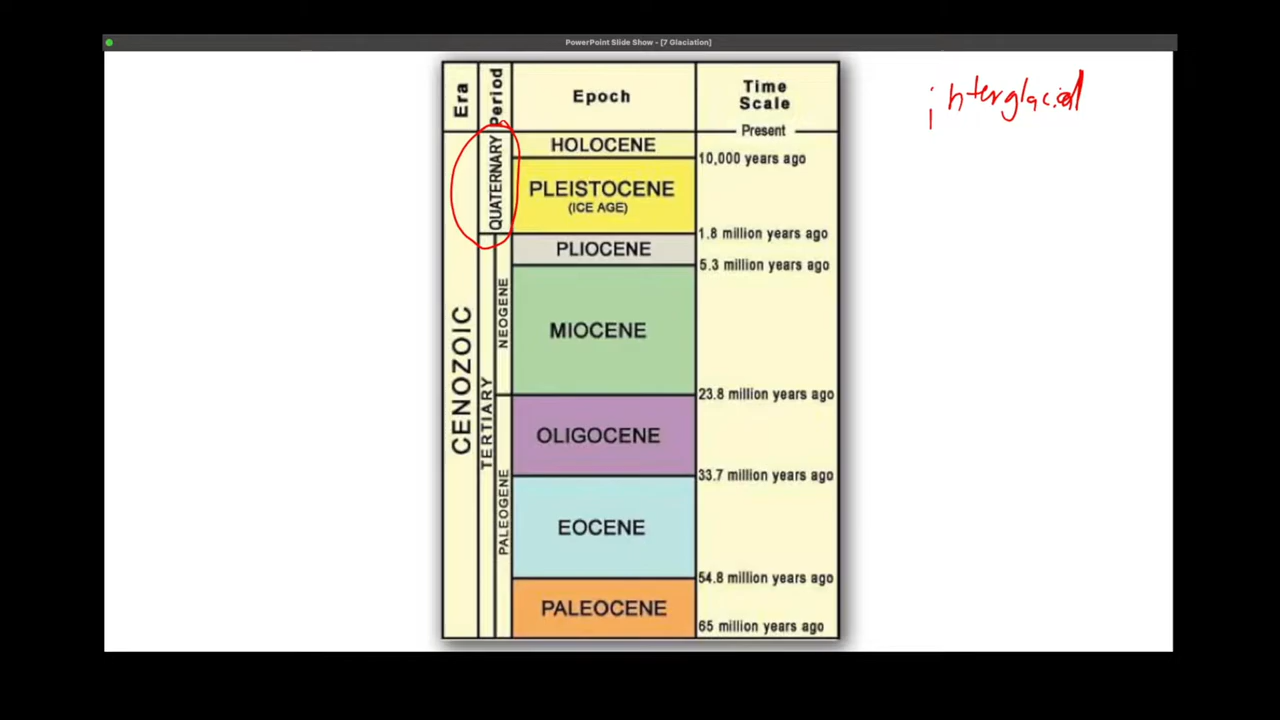 PowerPoint Slide Show - [7 Glaciation]
interglacial
Era
Period
Epoch
Time
Scale
Present
CENOZOIC
QUATERNARY
HOLOCENE
10,000 years ago
PLEISTOCENE
(ICE AGE)
1.8 million years ago
TERTIARY
NEOGENE
PLIOCENE
5.3 million years ago
MIOCENE
23.8 million years ago
PALEOGENE
OLIGOCENE
33.7 million years ago
EOCENE
54.8 million years ago
PALEOCENE
65 million years ago